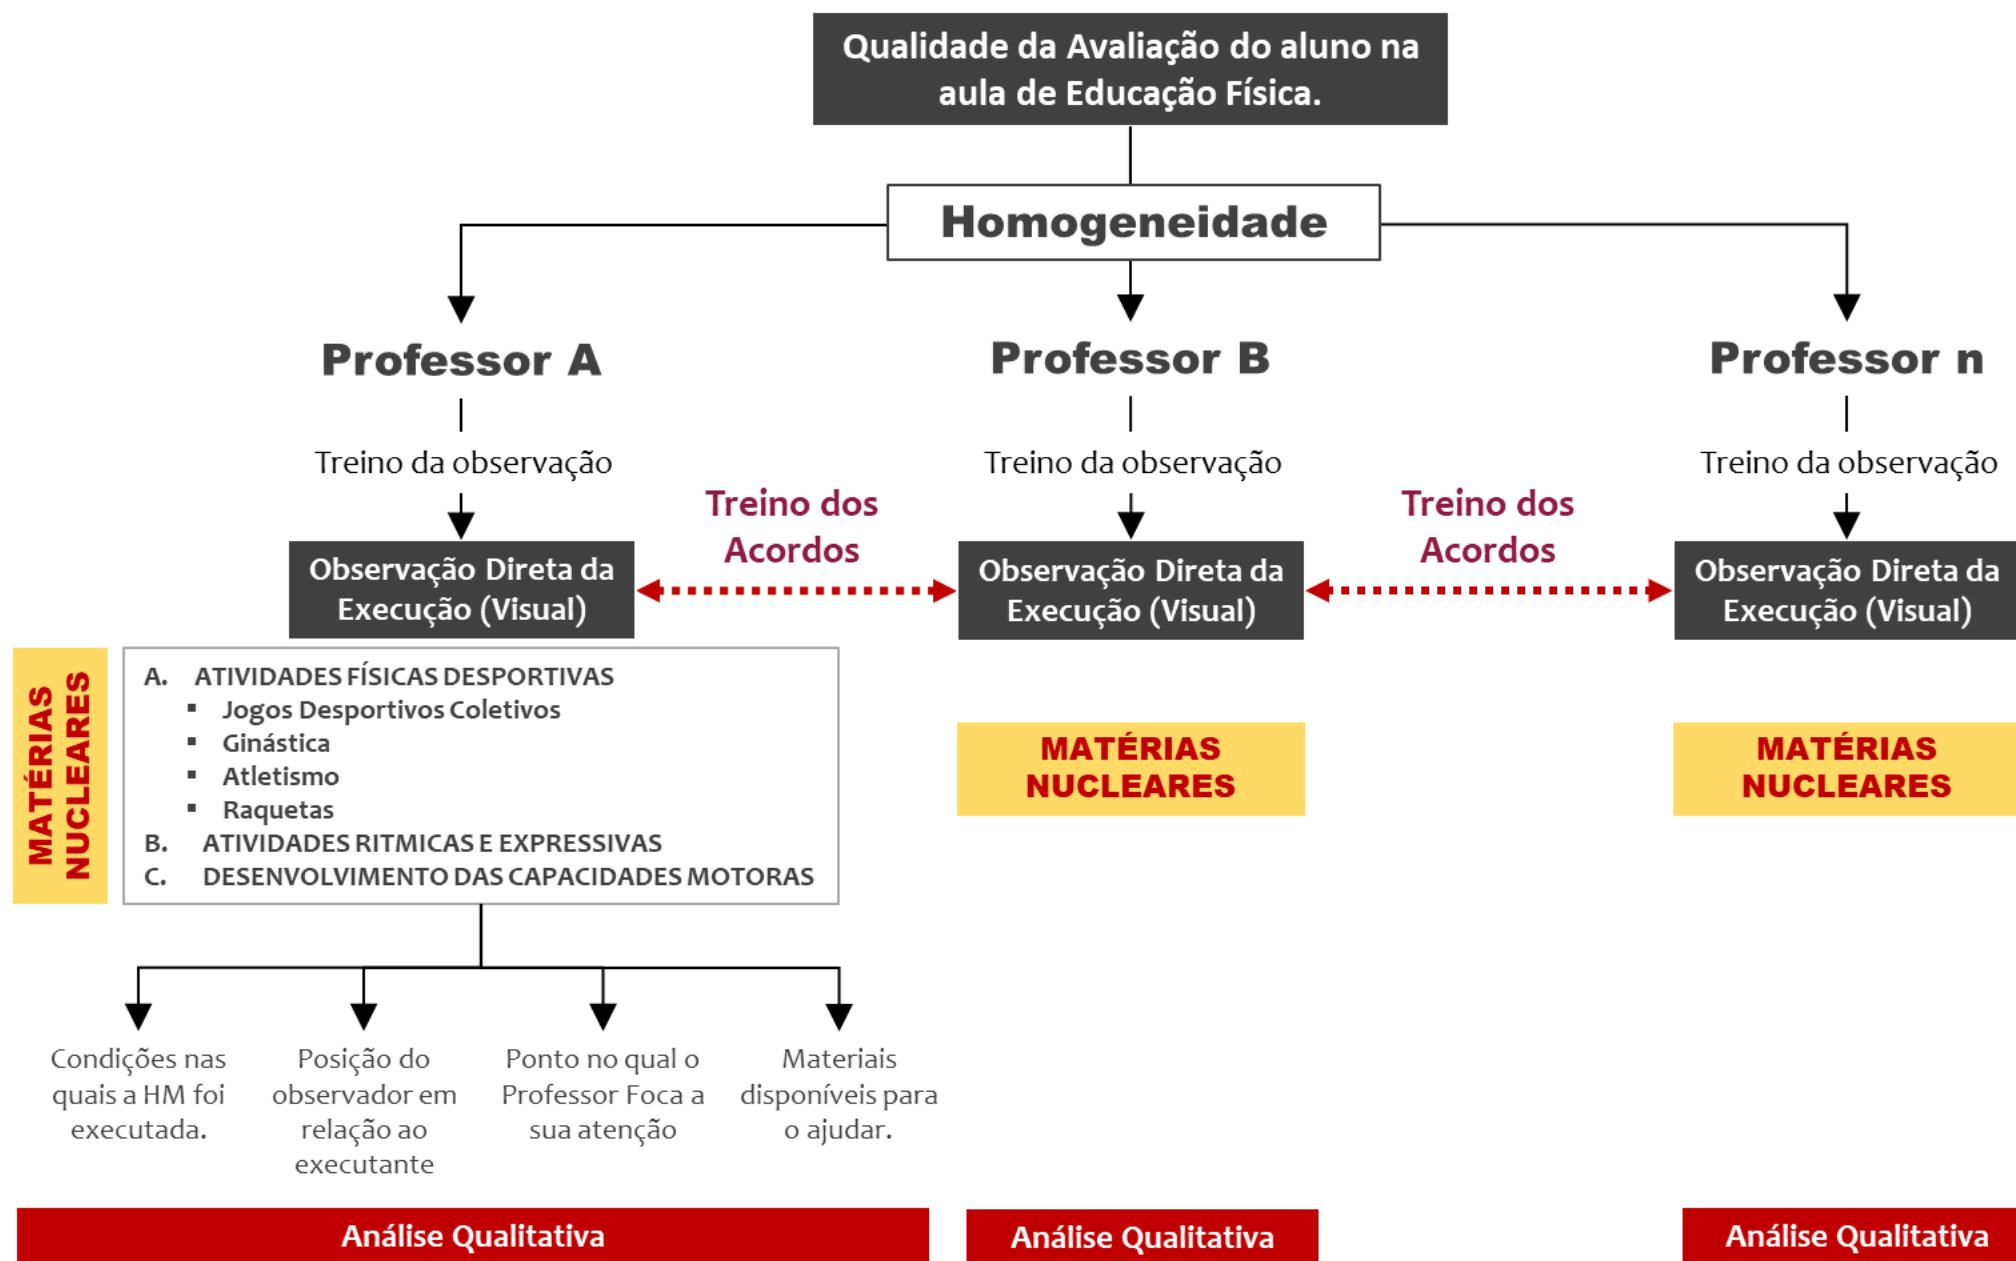 Qualidade da Avaliação do aluno na
aula de Educação Física.
Homogeneidade
Professor A
Professor B
Professor n
Treino da observação
Treino da observação
Treino da observação
Treino dos
Acordos
Treino dos
Acordos
Observação Direta da
Execução (Visual)
Observação Direta da
Execução (Visual)
Observação Direta da
Execução (Visual)
MATÉRIAS
NUCLEARES
A. ATIVIDADES FÍSICAS DESPORTIVAS
▪ Jogos Desportivos Coletivos
▪ Ginástica
▪ Atletismo
▪ Raquetas
B. ATIVIDADES RITMICAS E EXPRESSIVAS
C. DESENVOLVIMENTO DAS CAPACIDADES MOTORAS
MATÉRIAS
NUCLEARES
MATÉRIAS
NUCLEARES
Condições nas
quais a HM foi
executada.
Posição do
observador em
relação ao
executante
Ponto no qual o
Professor Foca a
sua atenção
Materiais
disponíveis para
o ajudar.
Análise Qualitativa
Análise Qualitativa
Análise Qualitativa